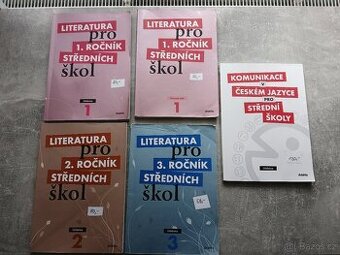 LITERATURA
pro
1. ROČNÍK
STŘEDNÍCH
škol
1
LITERATURA
pro
1. ROČNÍK
STŘEDNÍCH
škol
1
KOMUNIKACE
V
ČESKÉM JAZYCE
PRO
STŘEDNÍ
ŠKOLY
LITERATURA
pro
2. ROČNÍK
STŘEDNÍCH
škol
2
LITERATURA
pro
3. ROČNÍK
STŘEDNÍCH
škol
3